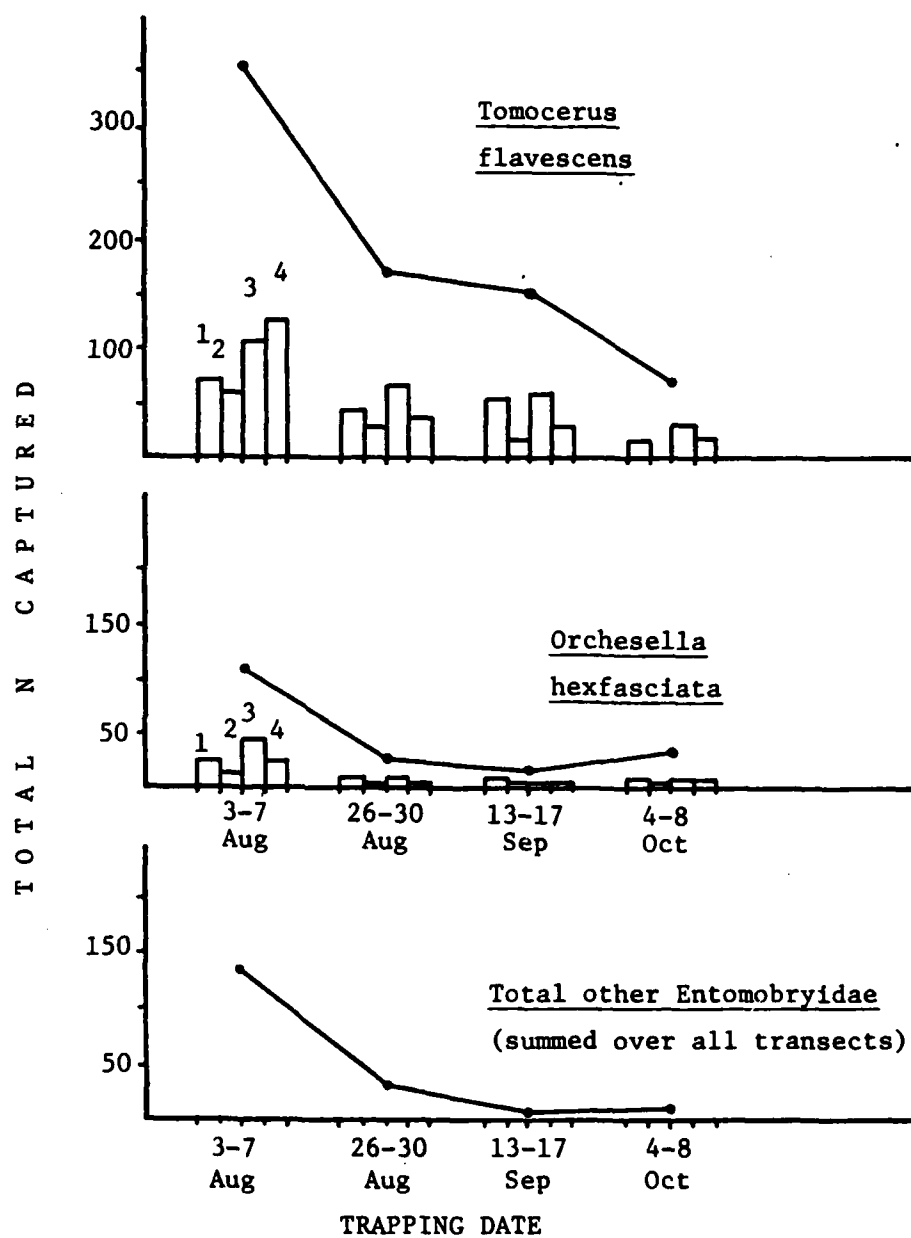 TOTAL N CAPTURED
Tomocerus
flavescens
300
200
100
1 2 3 4
Orchesella
hexfasciata
150
50
1 2 3 4
3-7 26-30 13-17 4-8
Aug Aug Sep Oct
Total other Entomobryidae
(summed over all transects)
150
50
3-7 26-30 13-17 4-8
Aug Aug Sep Oct
TRAPPING DATE